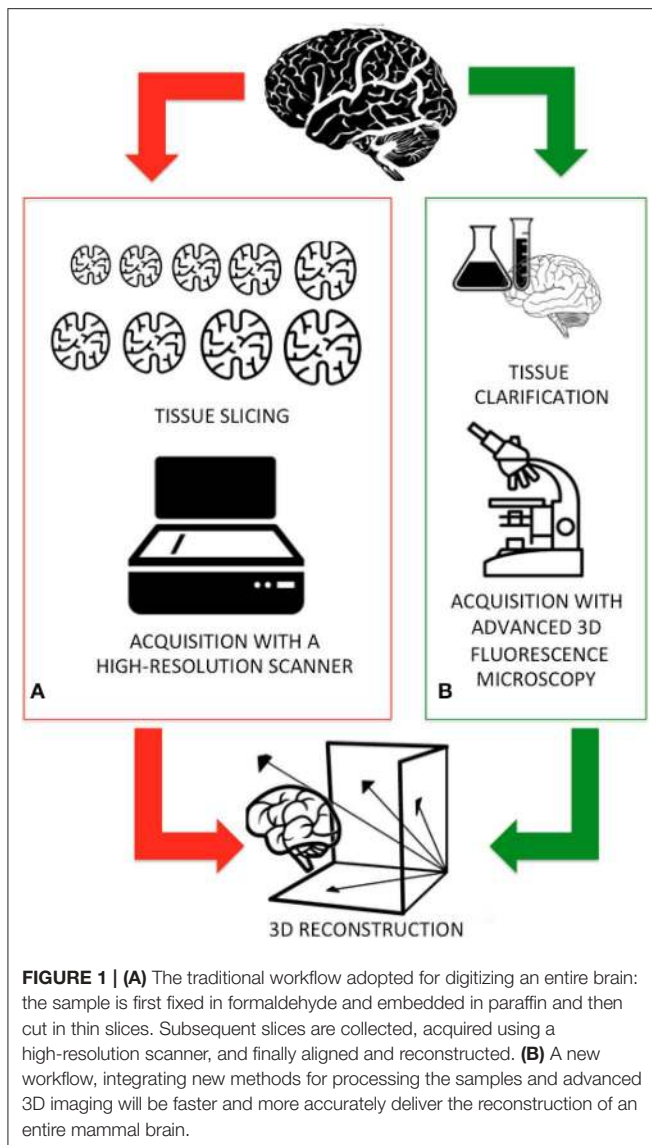 TISSUE SLICING
ACQUISITION WITH A
HIGH-RESOLUTION SCANNER
A
TISSUE
CLARIFICATION
ACQUISITION WITH
ADVANCED 3D
FLUORESCENCE
MICROSCOPY
B
3D RECONSTRUCTION
FIGURE 1 | (A) The traditional workflow adopted for digitizing an entire brain:
the sample is first fixed in formaldehyde and embedded in paraffin and then
cut in thin slices. Subsequent slices are collected, acquired using a
high-resolution scanner, and finally aligned and reconstructed. (B) A new
workflow, integrating new methods for processing the samples and advanced
3D imaging will be faster and more accurately deliver the reconstruction of an
entire mammal brain.